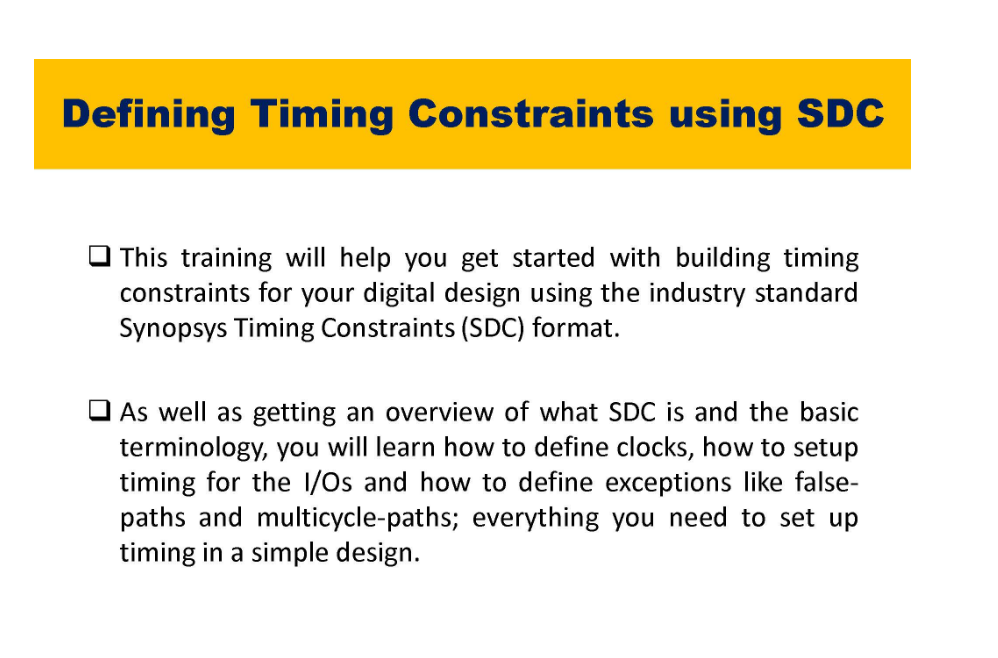 Defining Timing Constraints using SDC
This training will help you get started with building timing
constraints for your digital design using the industry standard
Synopsys Timing Constraints (SDC) format.
As well as getting an overview of what SDC is and the basic
terminology, you will learn how to define clocks, how to setup
timing for the I/Os and how to define exceptions like false-
paths and multicycle-paths; everything you need to set up
timing in a simple design.